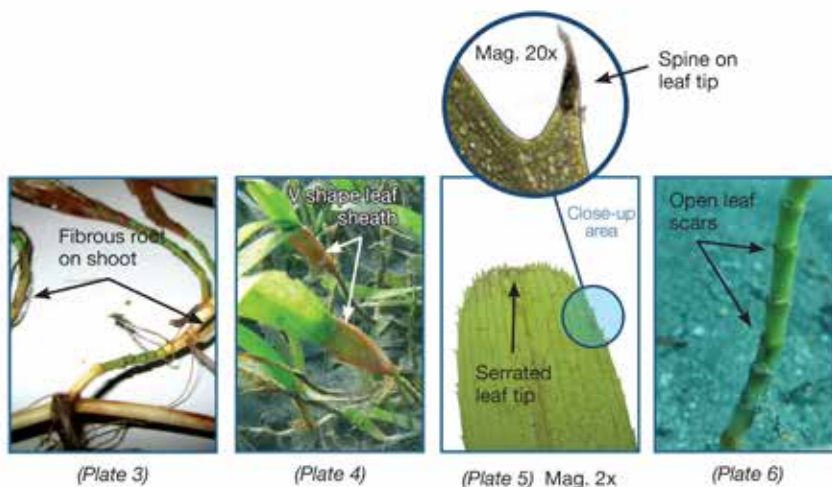 Mag. 20x
Spine on
leaf tip
Fibrous root
on shoot
V shape leaf
sheath
Close-up
area
Serrated
leaf tip
Open leaf
scars
(Plate 3)
(Plate 4)
(Plate 5) Mag. 2x
(Plate 6)